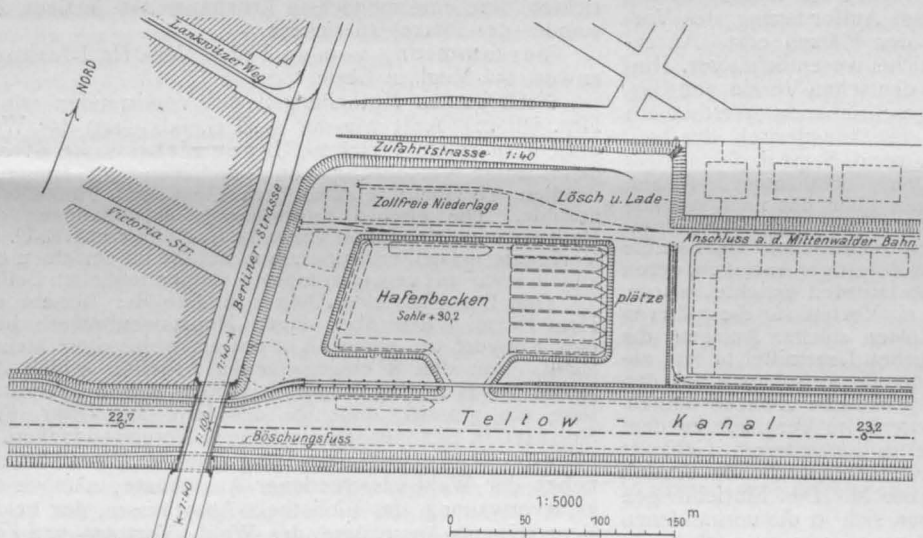 Lankwitzer Weg
NORD
Zufahrtstrasse 1:40
Zollfreie Niederlage
Lösch u. Lade-
Victoria-Str.
Berliner-strasse
1:40
Anschluss a. d. Mittenwalder Bahn.
Hafenbecken
Sohle + 30,2
plätze
22,7
Teltow-Kanal
23,2
1:100
Böschungsfuss
1:40
1:5000
0 50 100 150 m